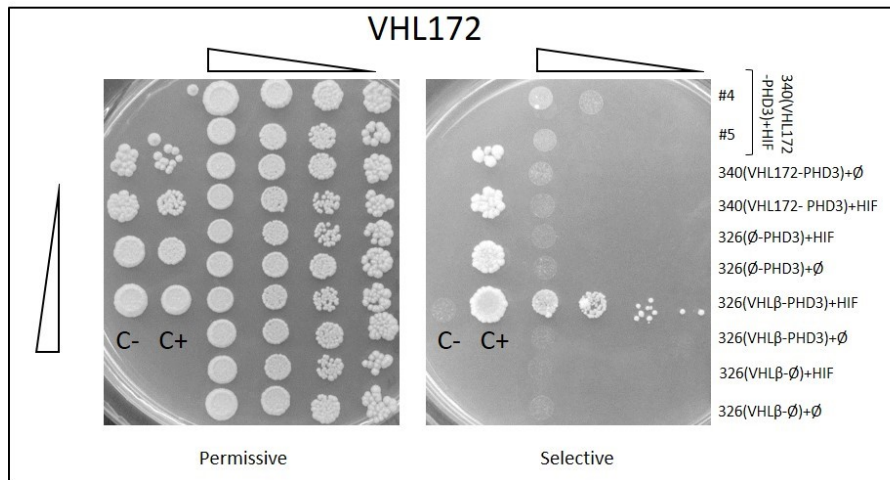 VHL172
#4
#5
340(VHL172
-PHD3)+HIF
340(VHL172-PHD3)+Ø
340(VHL172- PHD3)+HIF
326(Ø-PHD3)+HIF
326(Ø-PHD3)+Ø
326(VHLβ-PHD3)+HIF
326(VHLβ-PHD3)+Ø
326(VHLβ-Ø)+HIF
326(VHLβ-Ø)+Ø
C- C+
C- C+
Permissive
Selective